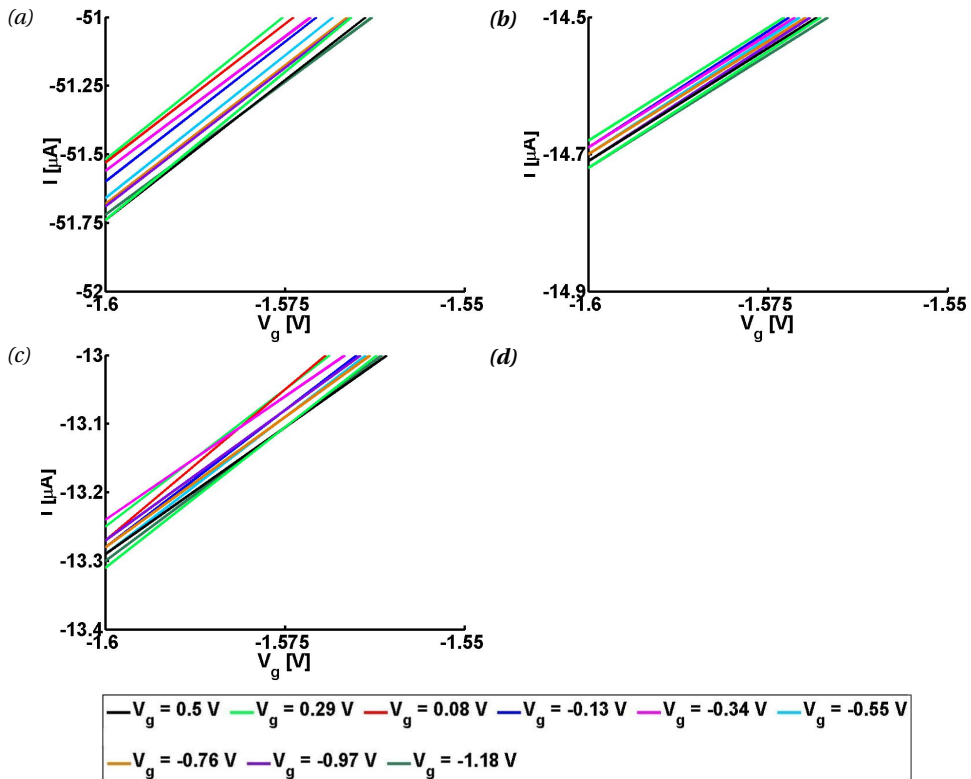 (a)
-51
-51.25
-51.5
-51.75
-52
I [µA]
-1.6
-1.575
-1.55
V_g [V]
(b)
-14.5
-14.7
-14.9
I [µA]
-1.6
-1.575
-1.55
V_g [V]
(c)
-13
-13.1
-13.2
-13.3
-13.4
I [µA]
-1.6
-1.575
-1.55
V_g [V]
(d)
V_g = 0.5 V V_g = 0.29 V V_g = 0.08 V V_g = -0.13 V V_g = -0.34 V V_g = -0.55 V
V_g = -0.76 V V_g = -0.97 V V_g = -1.18 V